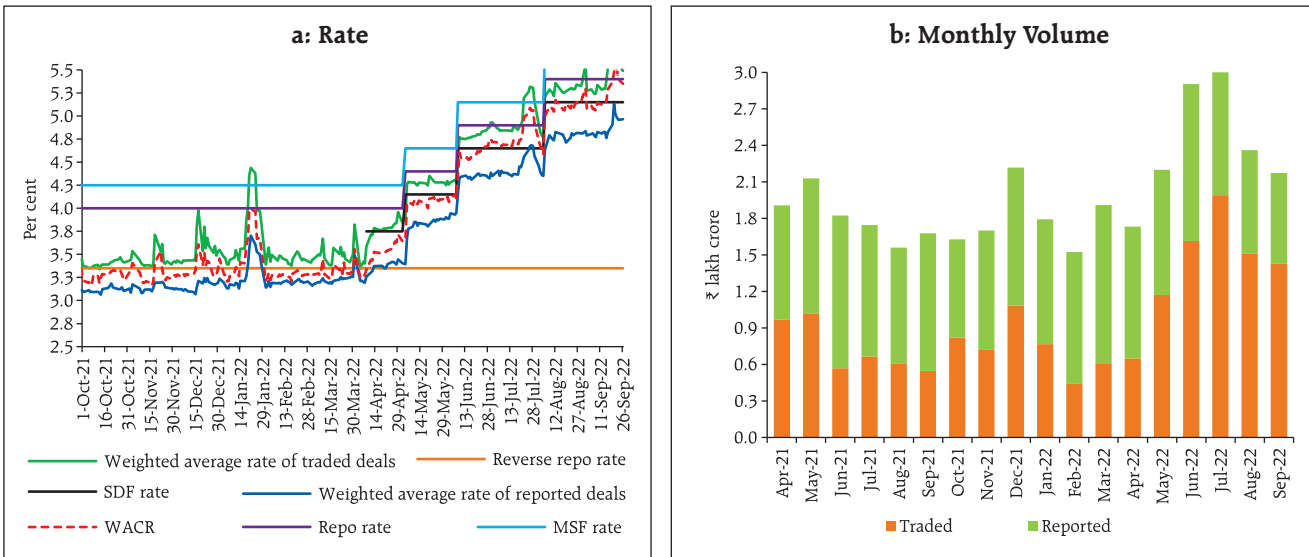 a: Rate
Per cent
5.5
5.3
5.0
4.8
4.5
4.3
4.0
3.8
3.5
3.3
3.0
2.8
2.5
1-Oct-21
16-Oct-21
31-Oct-21
15-Nov-21
30-Nov-21
15-Dec-21
30-Dec-21
14-Jan-22
29-Jan-22
13-Feb-22
28-Feb-22
15-Mar-22
30-Mar-22
14-Apr-22
29-Apr-22
14-May-22
29-May-22
13-Jun-22
28-Jun-22
13-Jul-22
28-Jul-22
12-Aug-22
27-Aug-22
11-Sep-22
26-Sep-22
Weighted average rate of traded deals
Reverse repo rate
SDF rate
Weighted average rate of reported deals
WACR
Repo rate
MSF rate
b: Monthly Volume
₹ lakh crore
3.0
2.7
2.4
2.1
1.8
1.5
1.2
0.9
0.6
0.3
0.0
Apr-21
May-21
Jun-21
Jul-21
Aug-21
Sep-21
Oct-21
Nov-21
Dec-21
Jan-22
Feb-22
Mar-22
Apr-22
May-22
Jun-22
Jul-22
Aug-22
Sep-22
Traded
Reported